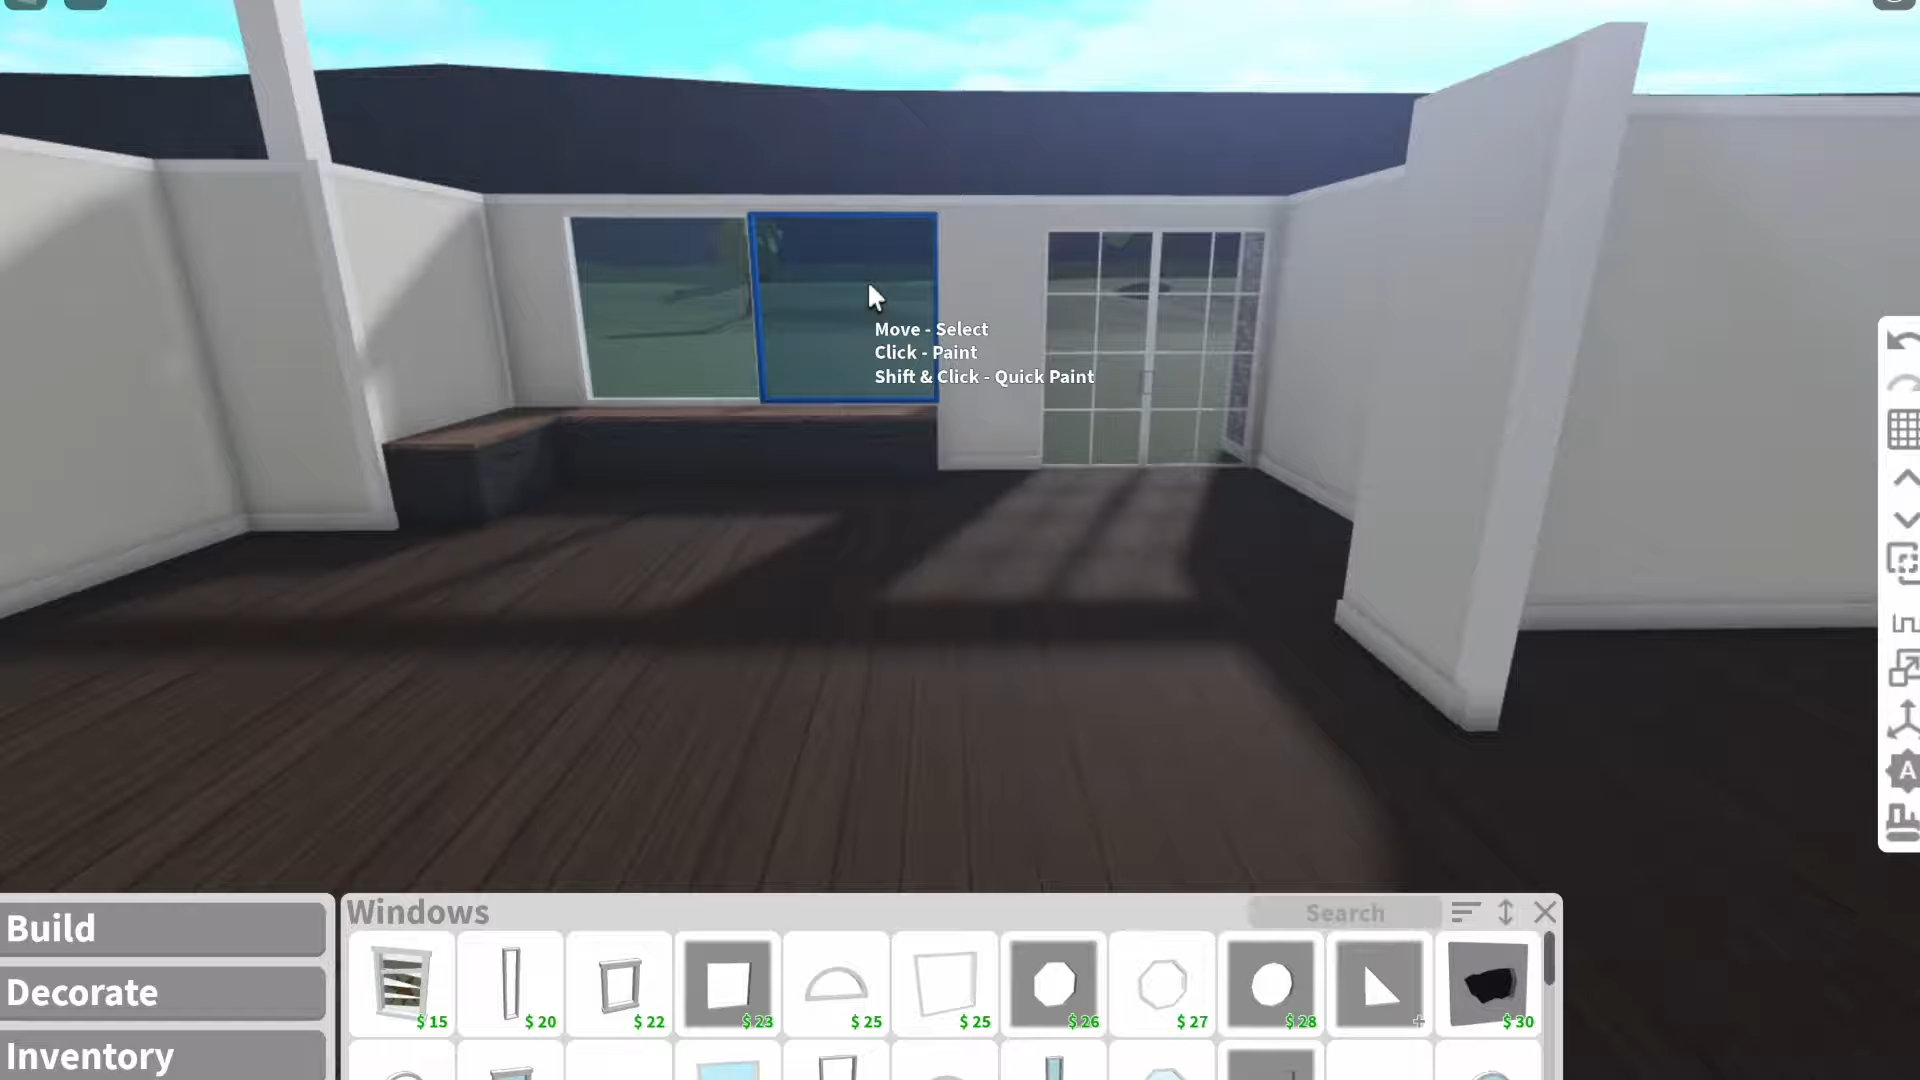 Move - Select
Click - Paint
Shift & Click - Quick Paint
A
Build
Decorate
Inventory
Windows
Search
$ 15
$ 20
$ 22
$ 23
$ 25
$ 25
$ 26
$ 27
$ 28
+
$ 30